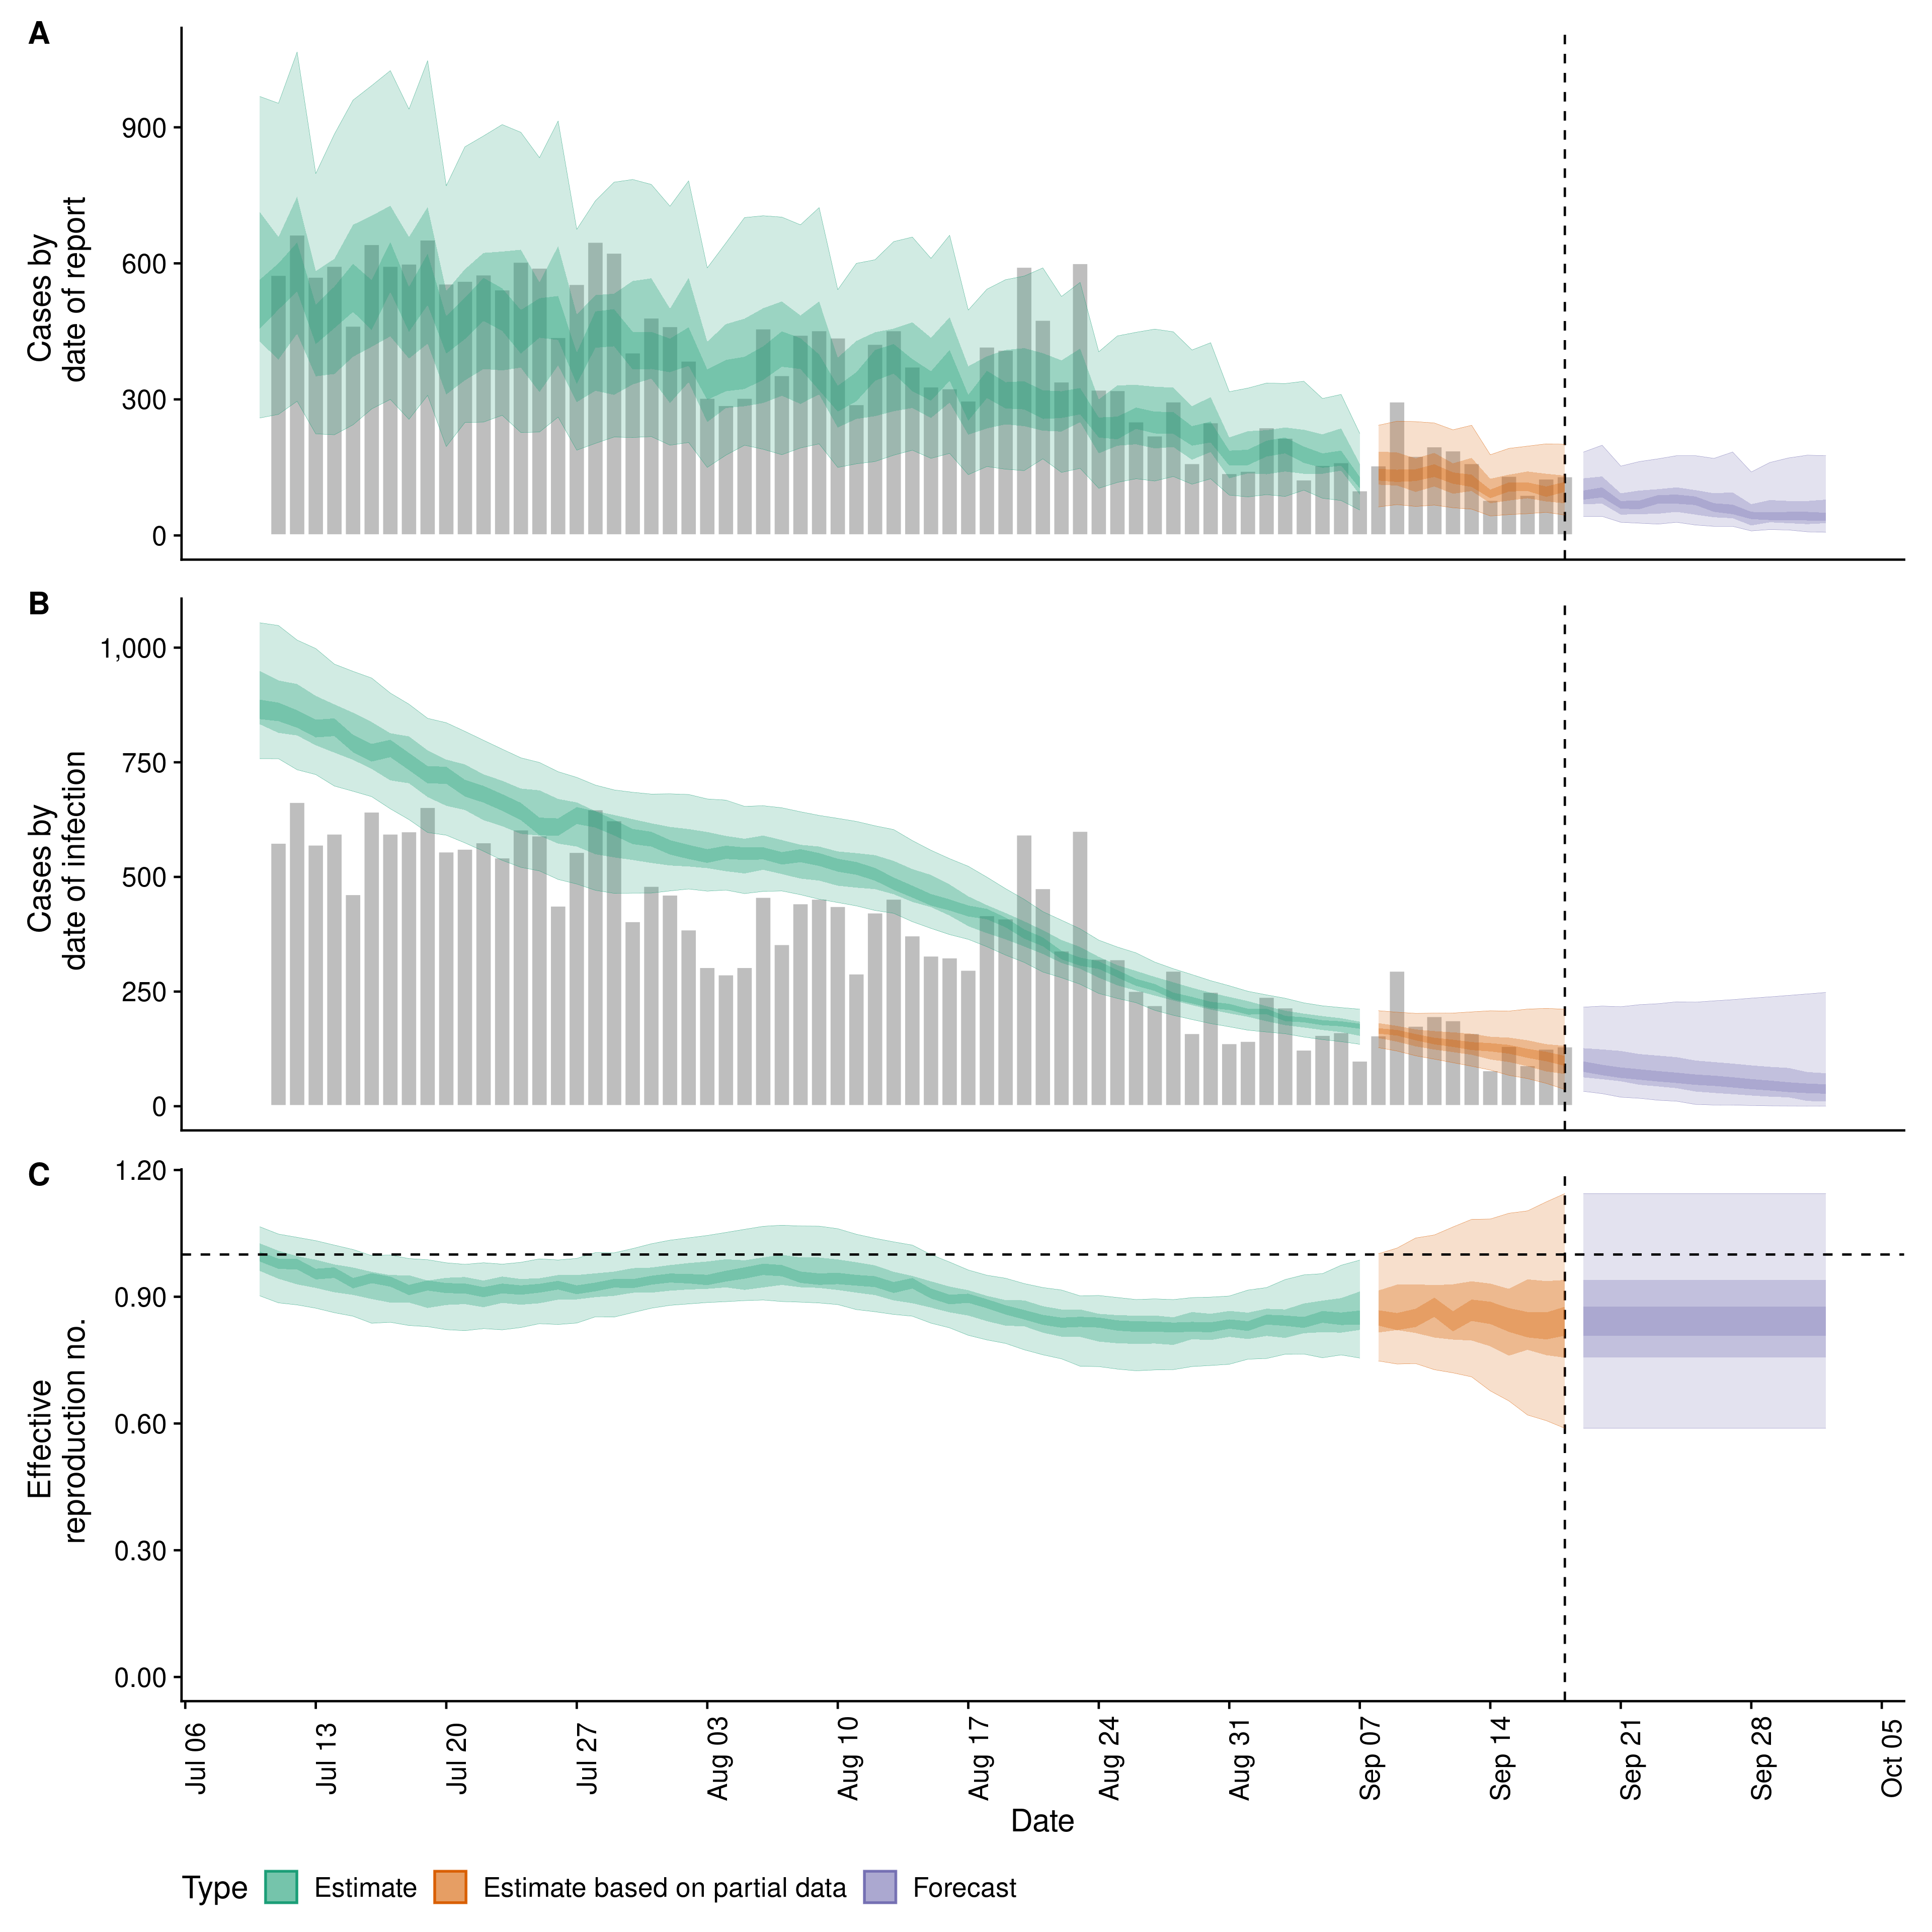 A
Cases by
date of report
900
600
300
0
B
Cases by
date of infection
1,000
750
500
250
0
C
Effective
reproduction no.
1.20
0.90
0.60
0.30
0.00
Jul 06
Jul 13
Jul 20
Jul 27
Aug 03
Aug 10
Aug 17
Aug 24
Aug 31
Sep 07
Sep 14
Sep 21
Sep 28
Oct 05
Date
Type Estimate Estimate based on partial data Forecast